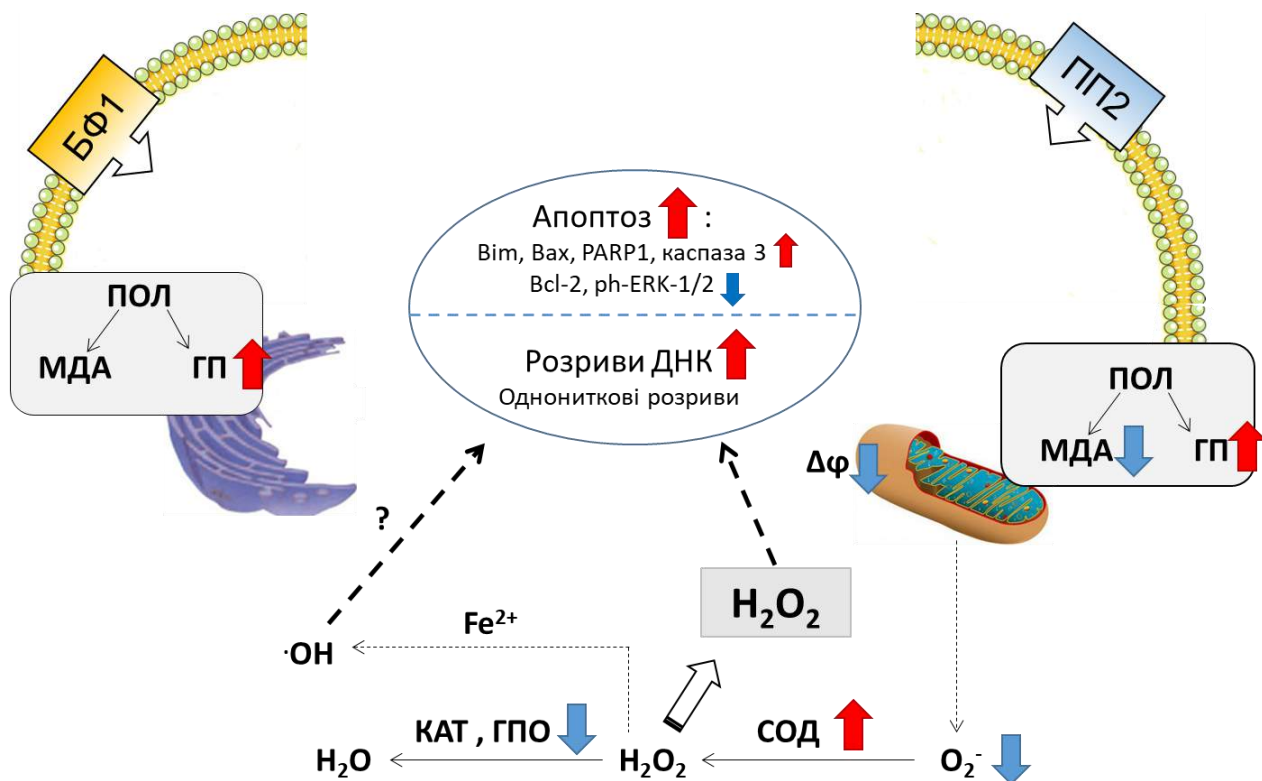 БФ1
ПП2
Апоптоз :
Bim, Bax, PARP1, каспаза 3
Bcl-2, ph-ERK-1/2
Розриви ДНК
Однониткові розриви
ПОЛ
МДА ГП
ПОЛ
МДА ГП
Δφ
?
H₂O₂
Fe²⁺
·OH
КАТ , ГПО
СОД
H₂O
H₂O₂
O₂⁻